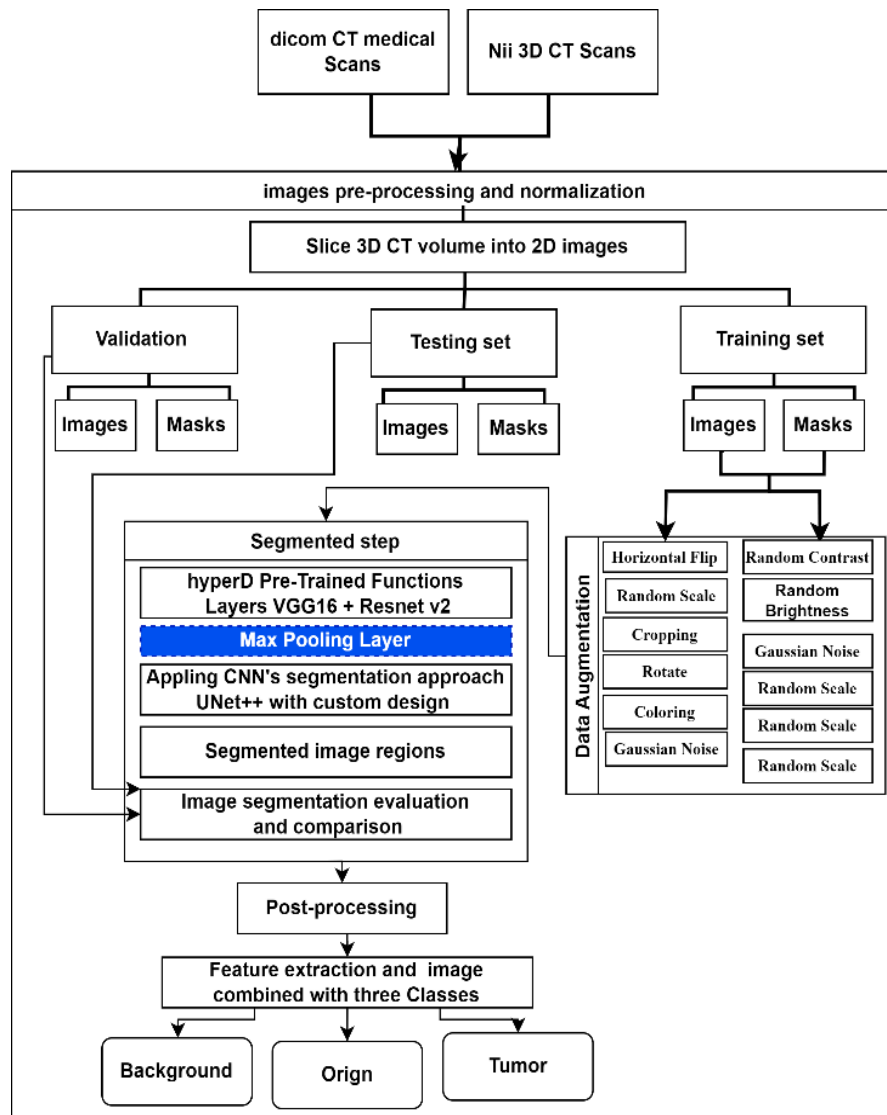 dicom CT medical
Scans
Nii 3D CT Scans
images pre-processing and normalization
Slice 3D CT volume into 2D images
Validation
Testing set
Training set
Images
Masks
Images
Masks
Images
Masks
Segmented step
hyperD Pre-Trained Functions
Layers VGG16 + Resnet v2
Max Pooling Layer
Appling CNN's segmentation approach
UNet++ with custom design
Segmented image regions
Image segmentation evaluation
and comparison
Data Augmentation
Horizontal Flip
Random Scale
Cropping
Rotate
Coloring
Gaussian Noise
Random Contrast
Random
Brightness
Gaussian Noise
Random Scale
Random Scale
Random Scale
Post-processing
Feature extraction and image
combined with three Classes
Background
Orign
Tumor